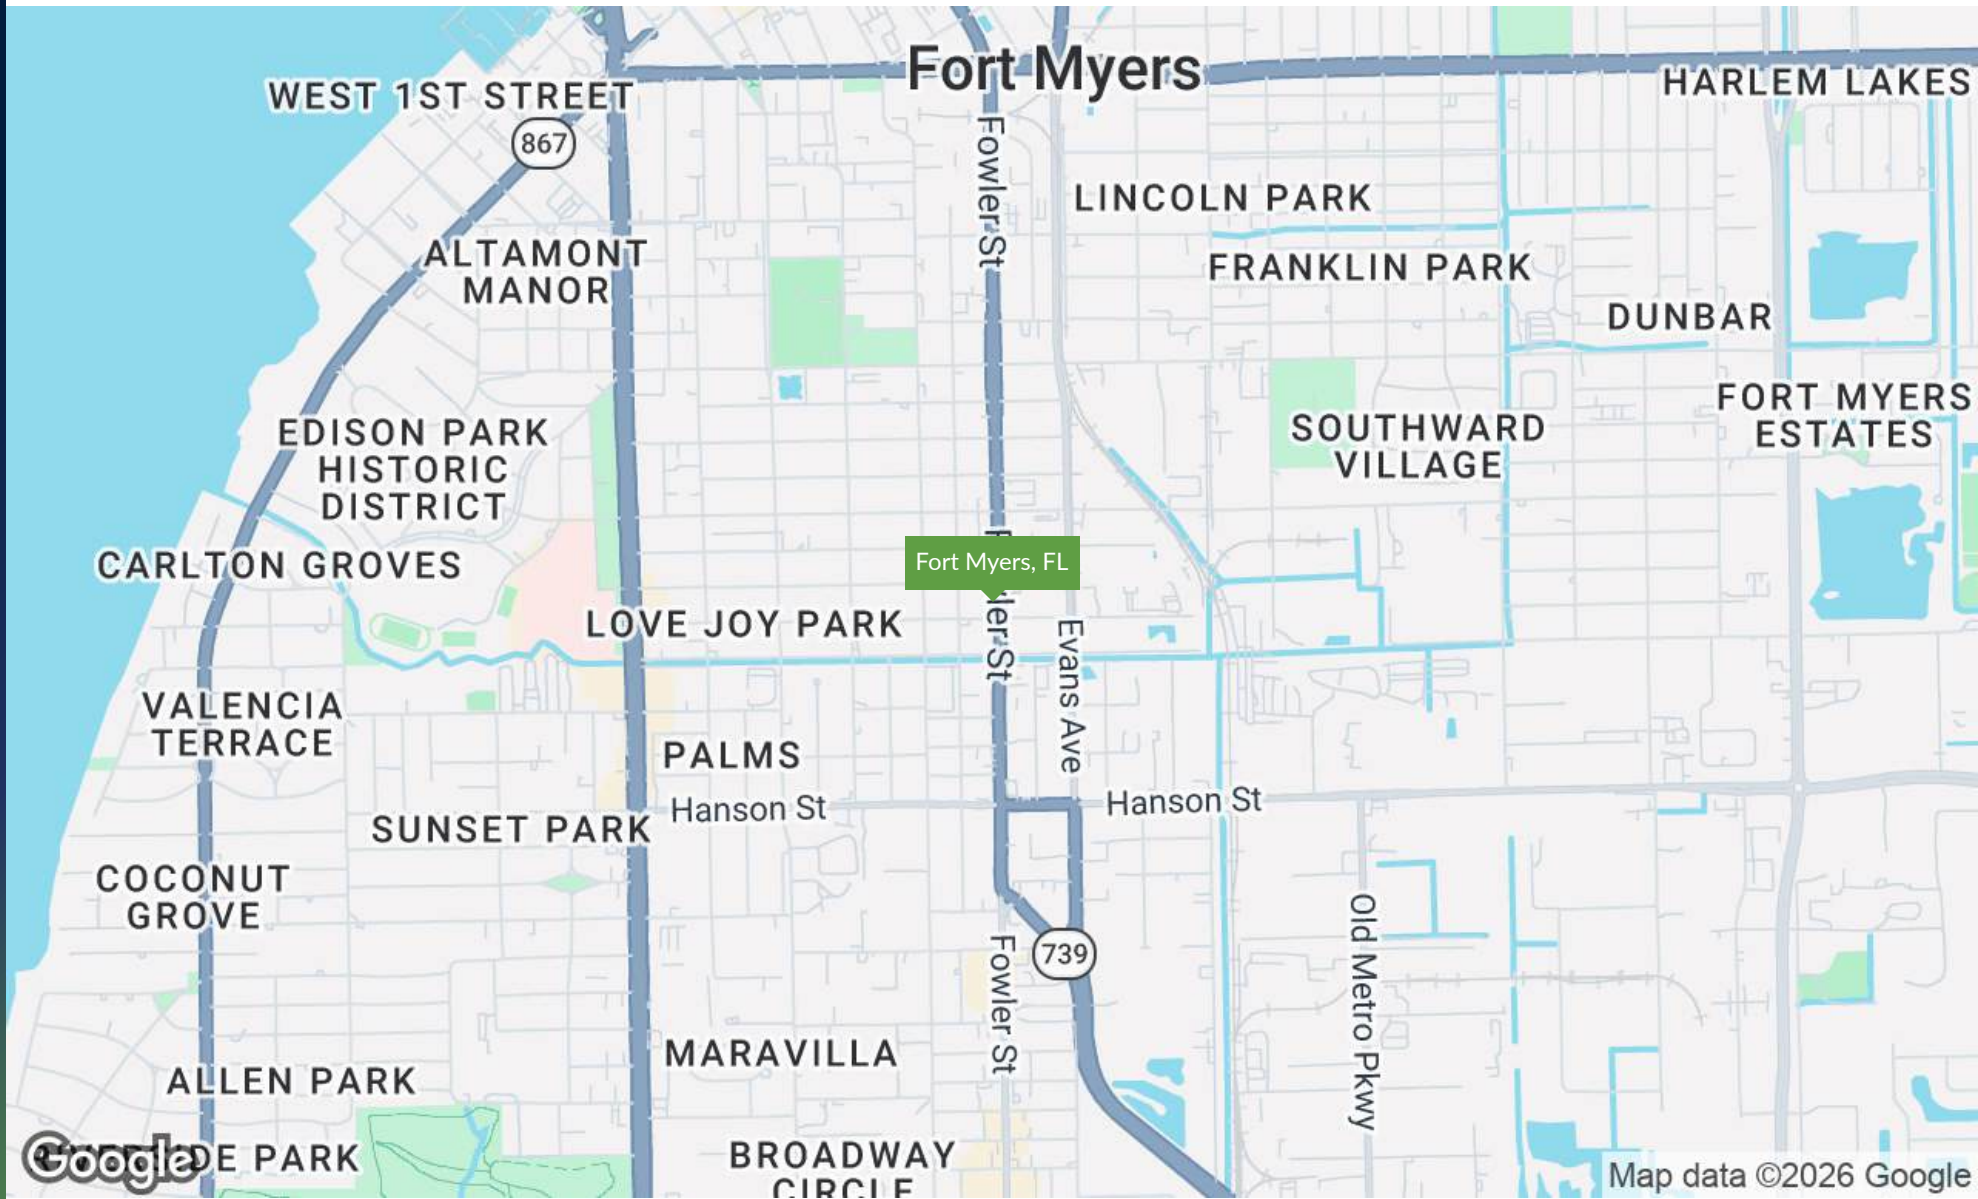 Fort Myers
HARLEM LAKES
WEST 1ST STREET
867
Fowler St
LINCOLN PARK
ALTAMONT
MANOR
FRANKLIN PARK
DUNBAR
FORT MYERS
ESTATES
EDISON PARK
HISTORIC
DISTRICT
SOUTHWARD
VILLAGE
CARLTON GROVES
Fort Myers, FL
LOVE JOY PARK
Evans Ave
VALENCIA
TERRACE
PALMS
Hanson St
Hanson St
SUNSET PARK
COCONUT
GROVE
Old Metro Pkwy
739
Fowler St
MARAVILLA
ALLEN PARK
PARK
BROADWAY
CIRCLE
Google
Map data ©2026 Google